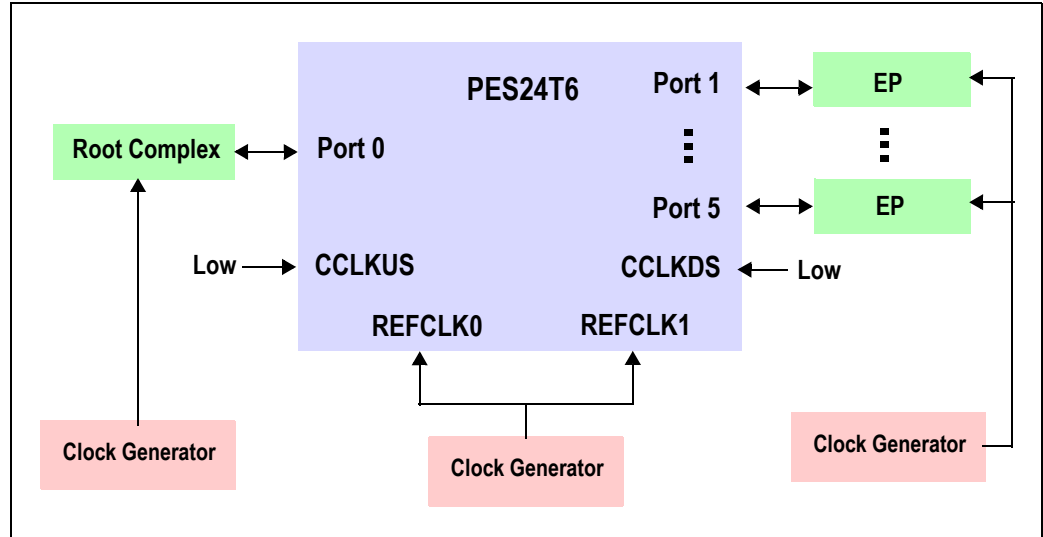 PES24T6
Port 1
EP
Root Complex
Port 0
Port 5
EP
Low
CCLKUS
CCLKDS
Low
REFCLK0
REFCLK1
Clock Generator
Clock Generator
Clock Generator